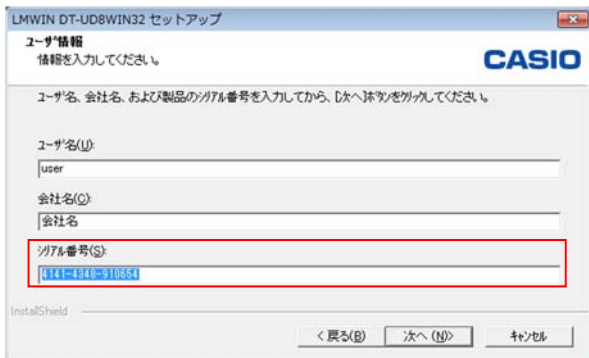 LMWIN DT-UD8WIN32 セットアップ
ユーザ情報
情報を入力してください。
CASIO
ユーザ名、会社名、および製品のシリアル番号を入力してから、[次へ]ボタンをクリックしてください。
ユーザ名(U):
user
会社名(C):
会社名
シリアル番号(S):
4141-4348-910654
InstallShield
< 戻る(B)
次へ (N)>
キャンセル